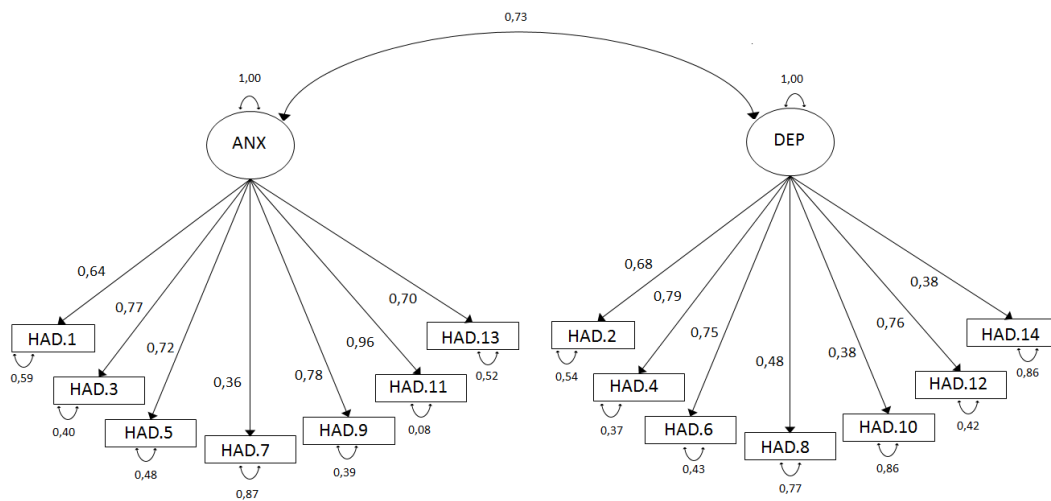 0,73
1,00
1,00
ANX
DEP
0,64
0,77
0,72
0,36
0,78
0,96
0,70
0,68
0,79
0,75
0,48
0,38
0,76
0,38
HAD.1
HAD.3
HAD.5
HAD.7
HAD.9
HAD.11
HAD.13
HAD.2
HAD.4
HAD.6
HAD.8
HAD.10
HAD.12
HAD.14
0,59
0,40
0,48
0,87
0,39
0,08
0,52
0,54
0,37
0,43
0,77
0,86
0,42
0,86